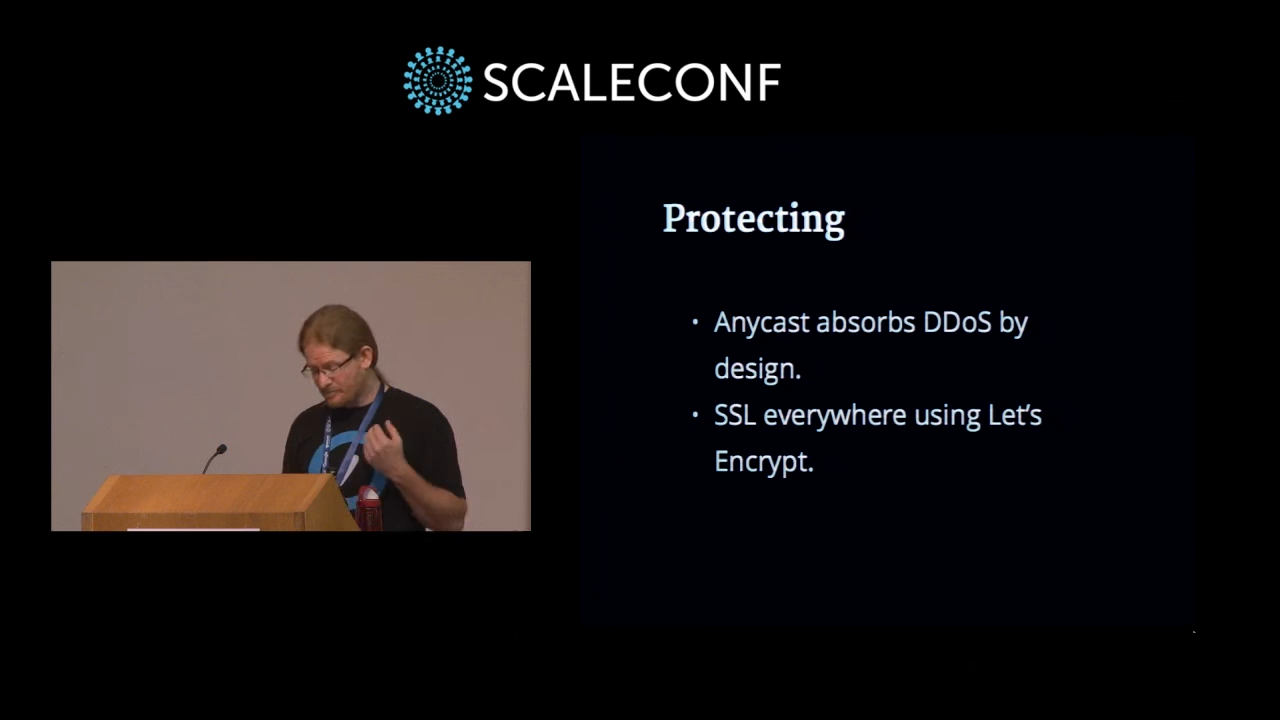 SCALECONF
Protecting
• Anycast absorbs DDoS by
design.
• SSL everywhere using Let's
Encrypt.